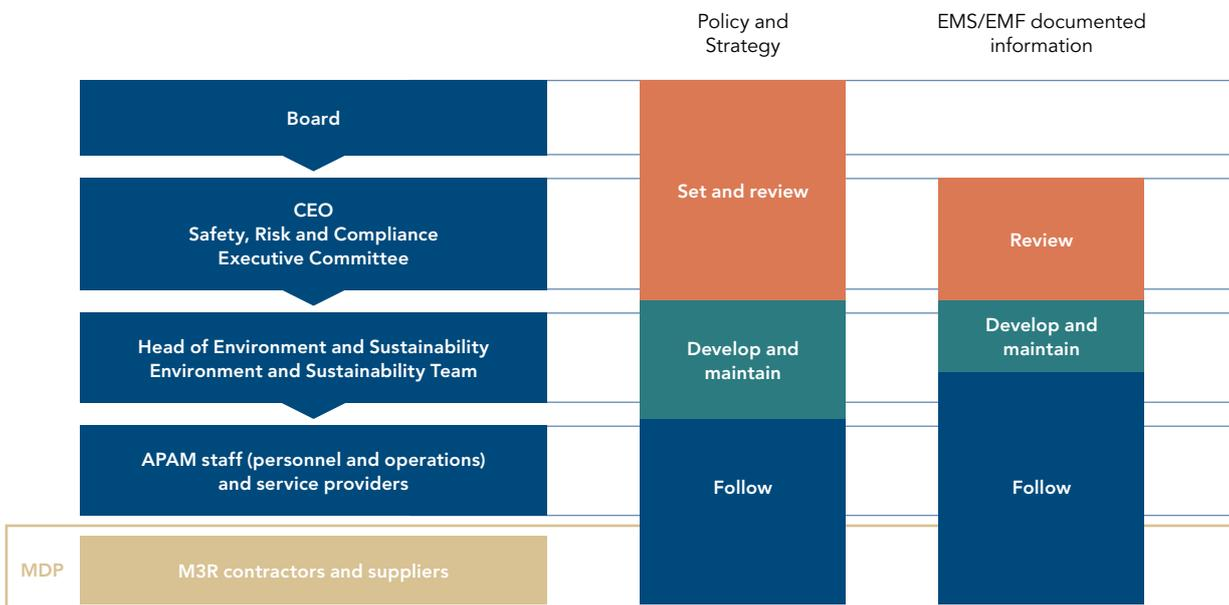 Policy and
Strategy
EMS/EMF documented
information
Board
Set and review
CEO
Safety, Risk and Compliance
Executive Committee
Review
Head of Environment and Sustainability
Environment and Sustainability Team
Develop and
maintain
Develop and
maintain
APAM staff (personnel and operations)
and service providers
Follow
Follow
MDP
M3R contractors and suppliers